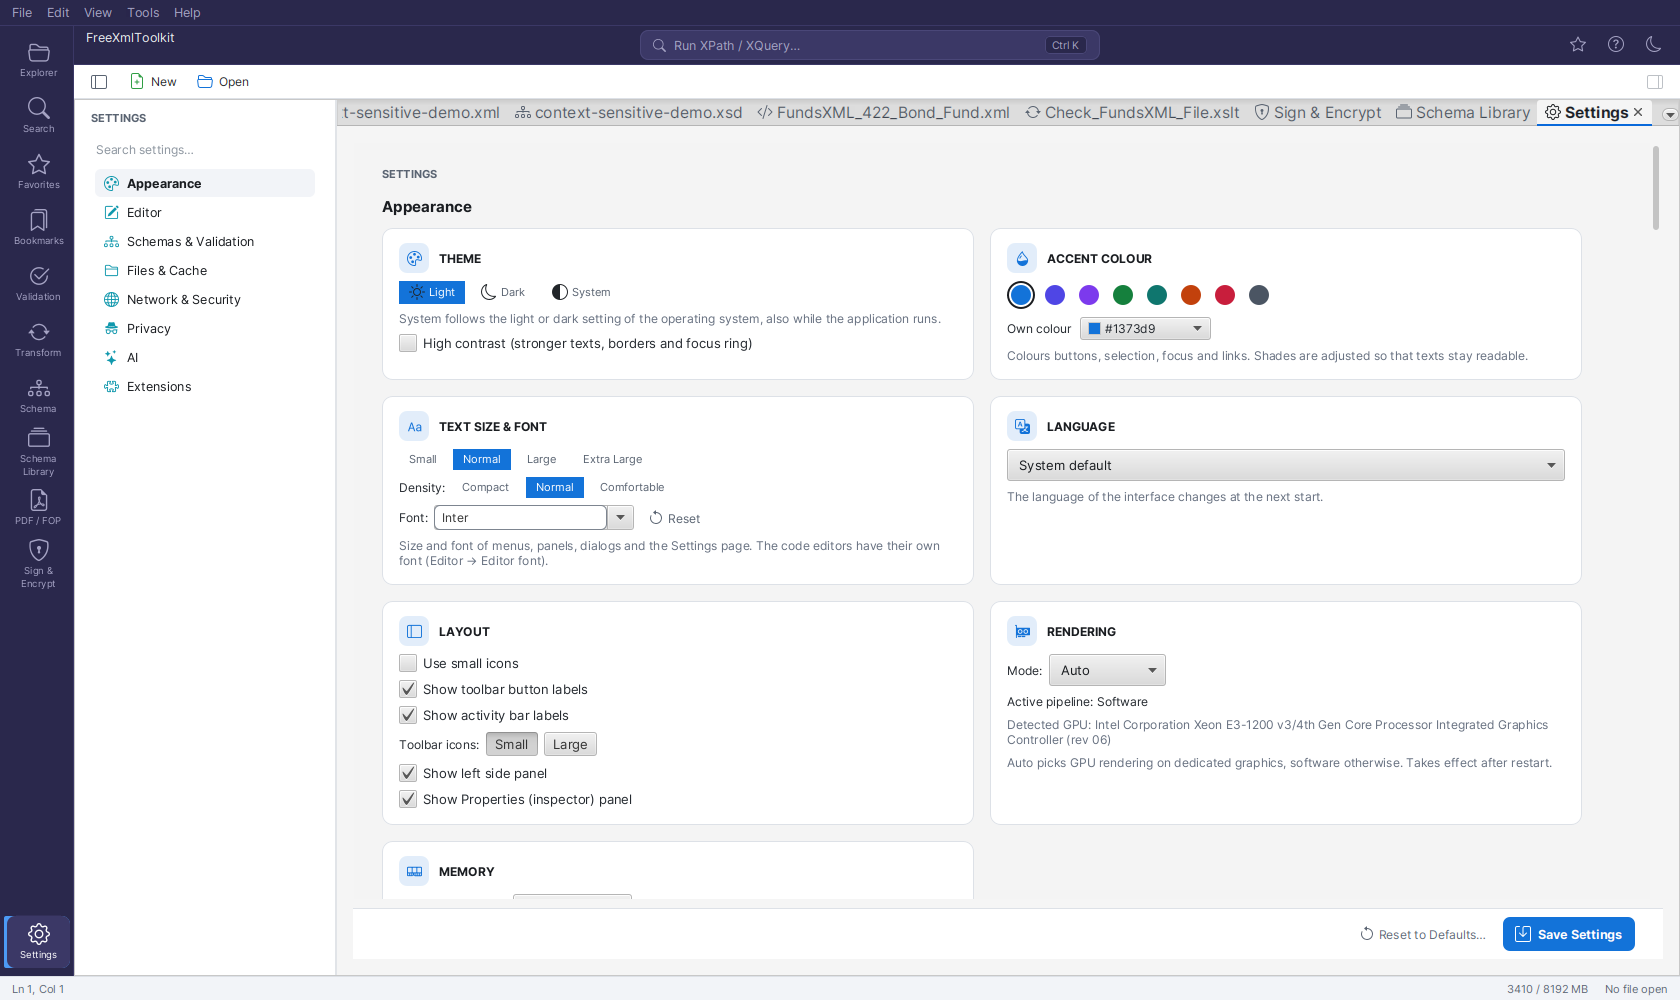 File Edit View Tools Help
FreeXmlToolkit
Run XPath / XQuery... Ctrl K
Explorer
Search
Favorites
Bookmarks
Validation
Transform
Schema
Schema
Library
PDF / FOP
Sign &
Encrypt
Settings
New Open
SETTINGS
Search settings...
Appearance
Editor
Schemas & Validation
Files & Cache
Network & Security
Privacy
AI
Extensions
t-sensitive-demo.xml context-sensitive-demo.xsd FundsXML_422_Bond_Fund.xml Check_FundsXML_File.xslt Sign & Encrypt Schema Library Settings
SETTINGS
Appearance
THEME
Light Dark System
System follows the light or dark setting of the operating system, also while the application runs.
High contrast (stronger texts, borders and focus ring)
ACCENT COLOUR
Own colour #1373d9
Colours buttons, selection, focus and links. Shades are adjusted so that texts stay readable.
Aa TEXT SIZE & FONT
Small Normal Large Extra Large
Density: Compact Normal Comfortable
Font: Inter Reset
Size and font of menus, panels, dialogs and the Settings page. The code editors have their own
font (Editor → Editor font).
LANGUAGE
System default
The language of the interface changes at the next start.
LAYOUT
Use small icons
Show toolbar button labels
Show activity bar labels
Toolbar icons: Small Large
Show left side panel
Show Properties (inspector) panel
RENDERING
Mode: Auto
Active pipeline: Software
Detected GPU: Intel Corporation Xeon E3-1200 v3/4th Gen Core Processor Integrated Graphics
Controller (rev 06)
Auto picks GPU rendering on dedicated graphics, software otherwise. Takes effect after restart.
MEMORY
Reset to Defaults... Save Settings
Ln 1, Col 1 3410 / 8192 MB No file open